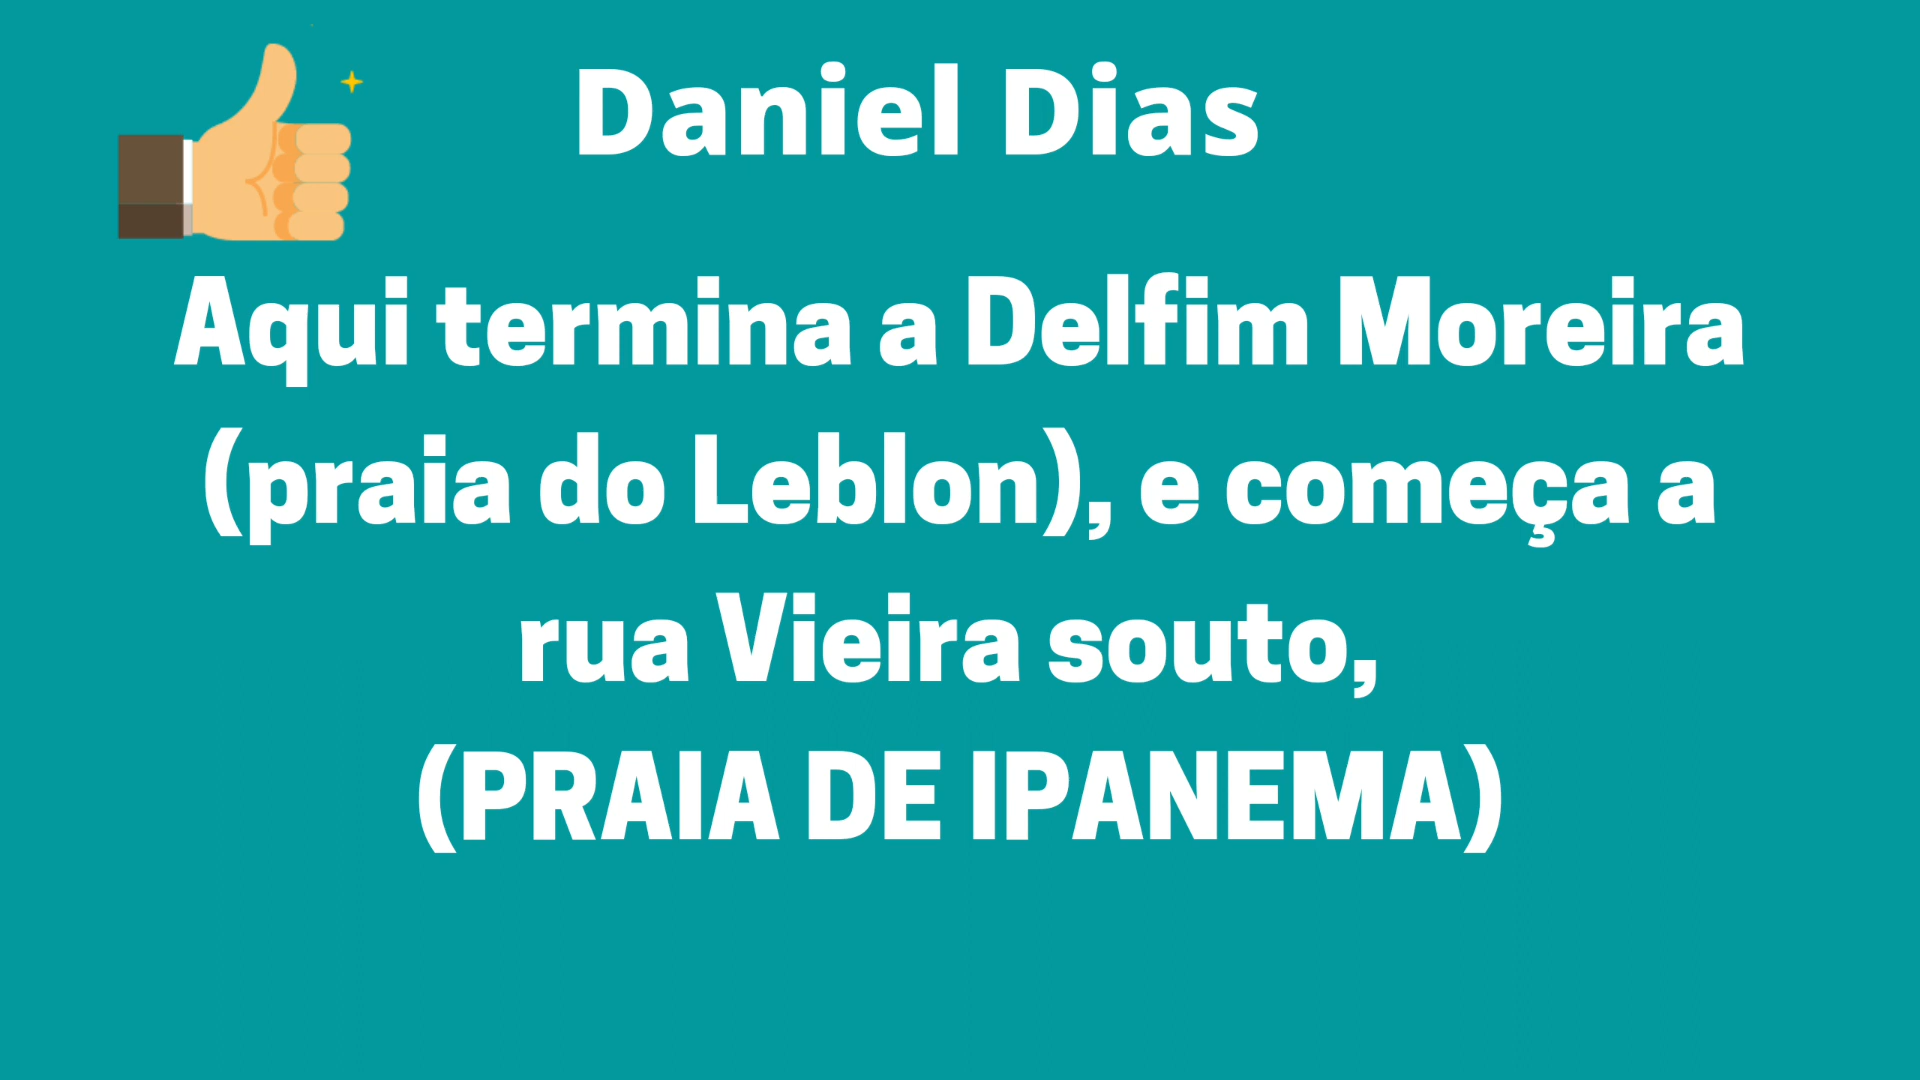 Daniel Dias
Aqui termina a Delfim Moreira
(praia do Leblon), e começa a
rua Vieira souto,
(PRAIA DE IPANEMA)